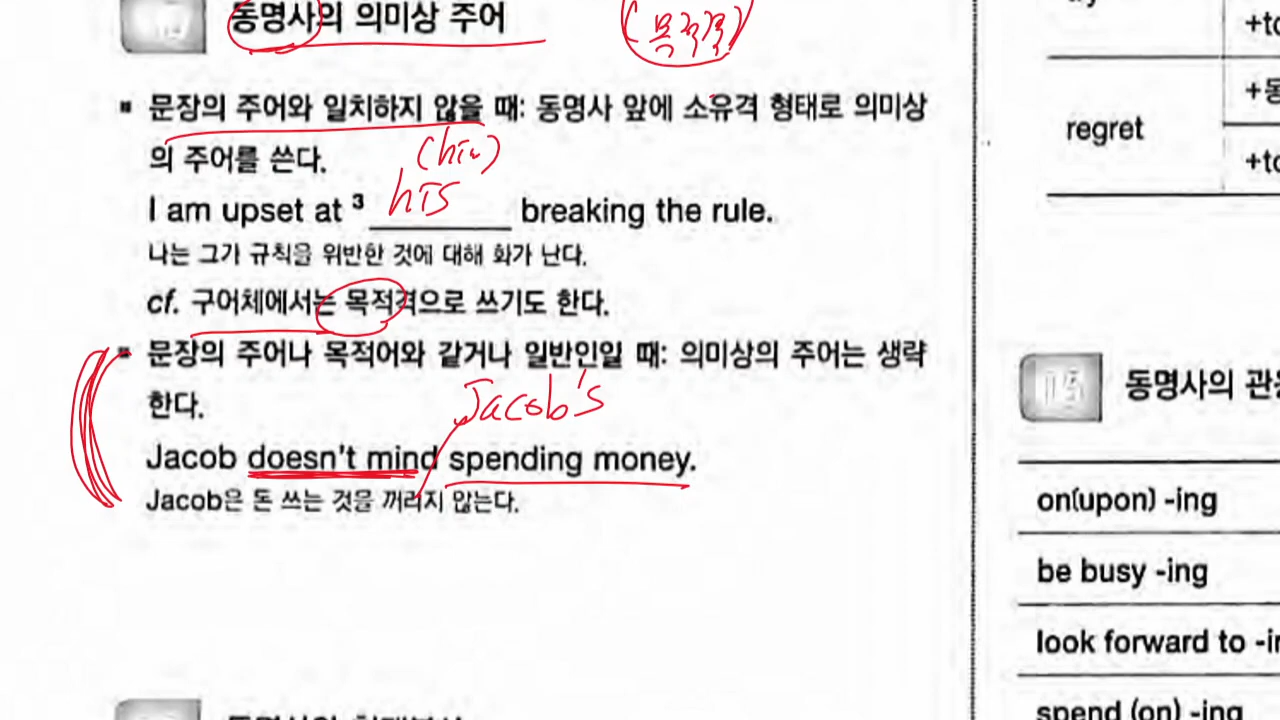 동명사의 의미상 주어
(목적격)
■ 문장의 주어와 일치하지 않을 때: 동명사 앞에 소유격 형태로 의미상
의 주어를 쓴다.
(him)
I am upset at ³ his breaking the rule.
나는 그가 규칙을 위반한 것에 대해 화가 난다.
cf. 구어체에서는 목적격으로 쓰기도 한다.
■ 문장의 주어나 목적어와 같거나 일반인일 때: 의미상의 주어는 생략
한다.
Jacob's
Jacob doesn't mind spending money.
Jacob은 돈 쓰는 것을 꺼려지 않는다.
+to
+동
regret
+to
15 동명사의 관용
on(upon) -ing
be busy -ing
look forward to -in
spend (on) -ing